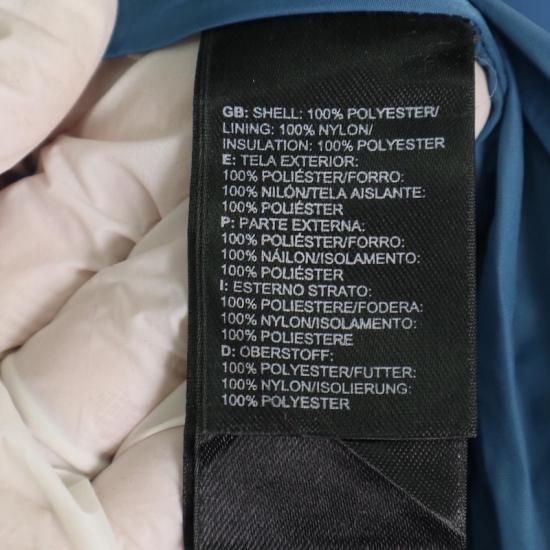 GB: SHELL: 100% POLYESTER/
LINING: 100% NYLON/
INSULATION: 100% POLYESTER
E: TELA EXTERIOR:
100% POLIÉSTER/FORRO:
100% NILÓN/TELA AISLANTE:
100% POLIÉSTER
P: PARTE EXTERNA:
100% POLIÉSTER/FORRO:
100% NÁILON/ISOLAMENTO:
100% POLIÉSTER
I: ESTERNO STRATO:
100% POLIESTERE/FODERA:
100% NYLON/ISOLAMENTO:
100% POLIESTERE
D: OBERSTOFF:
100% POLYESTER/FUTTER:
100% NYLON/ISOLIERUNG:
100% POLYESTER